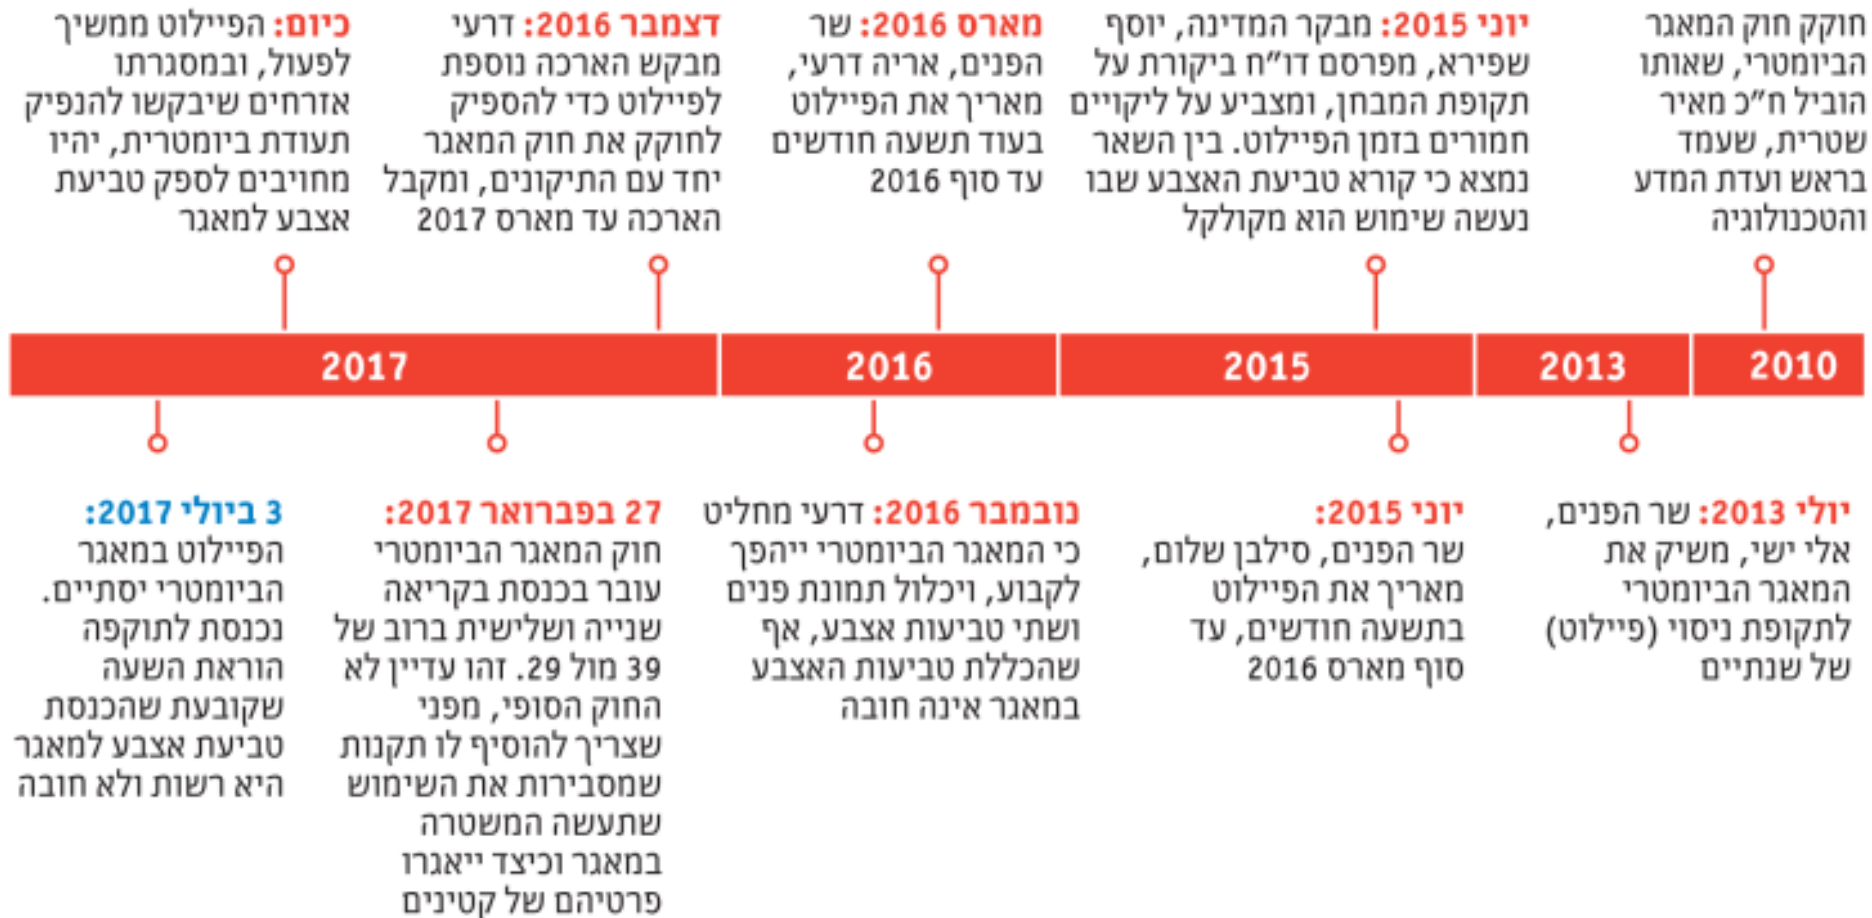 חוקק חוק המאגר
הביומטרי, שאותו
הוביל ח"כ מאיר
שטרית, שעמד
בראש ועדת המדע
והטכנולוגיה
יוני 2015: מבקר המדינה, יוסף
שפירא, מפרסם דו"ח ביקורת על
תקופת המבחן, ומצביע על ליקויים
חמורים בזמן הפיילוט. בין השאר
נמצא כי קורא טביעת האצבע שבו
נעשה שימוש הוא מקולקל
מארס 2016: שר
הפנים, אריה דרעי,
מאריך את הפיילוט
בעוד תשעה חודשים
עד סוף 2016
דצמבר 2016: דרעי
מבקש הארכה נוספת
לפיילוט כדי להספיק
לחוקק את חוק המאגר
יחד עם התיקונים, ומקבל
הארכה עד מארס 2017
כיום: הפיילוט ממשיך
לפעול, ובמסגרתו
אזרחים שיבקשו להנפיק
תעודת ביומטרית, יהיו
מחויבים לספק טביעת
אצבע למאגר
2010
2013
2015
2016
2017
יולי 2013: שר הפנים,
אלי ישי, משיק את
המאגר הביומטרי
לתקופת ניסוי (פיילוט)
של שנתיים
יוני 2015:
שר הפנים, סילבן שלום,
מאריך את הפיילוט
בתשעה חודשים, עד
סוף מארס 2016
נובמבר 2016: דרעי מחליט
כי המאגר הביומטרי ייהפך
לקבוע, ויכלול תמונת פנים
ושתי טביעות אצבע, אף
שהכללת טביעות האצבע
במאגר אינה חובה
27 בפברואר 2017:
חוק המאגר הביומטרי
עובר בכנסת בקריאה
שנייה ושלישית ברוב של
39 מול 29. זהו עדיין לא
החוק הסופי, מפני
שצריך להוסיף לו תקנות
שמסבירות את השימוש
שתעשה המשטרה
במאגר וכיצד ייאגרו
פרטיהם של קטינים
3 ביולי 2017:
הפיילוט במאגר
הביומטרי יסתיים.
נכנסת לתוקפה
הוראת השעה
שקובעת שהכנסת
טביעת אצבע למאגר
היא רשות ולא חובה